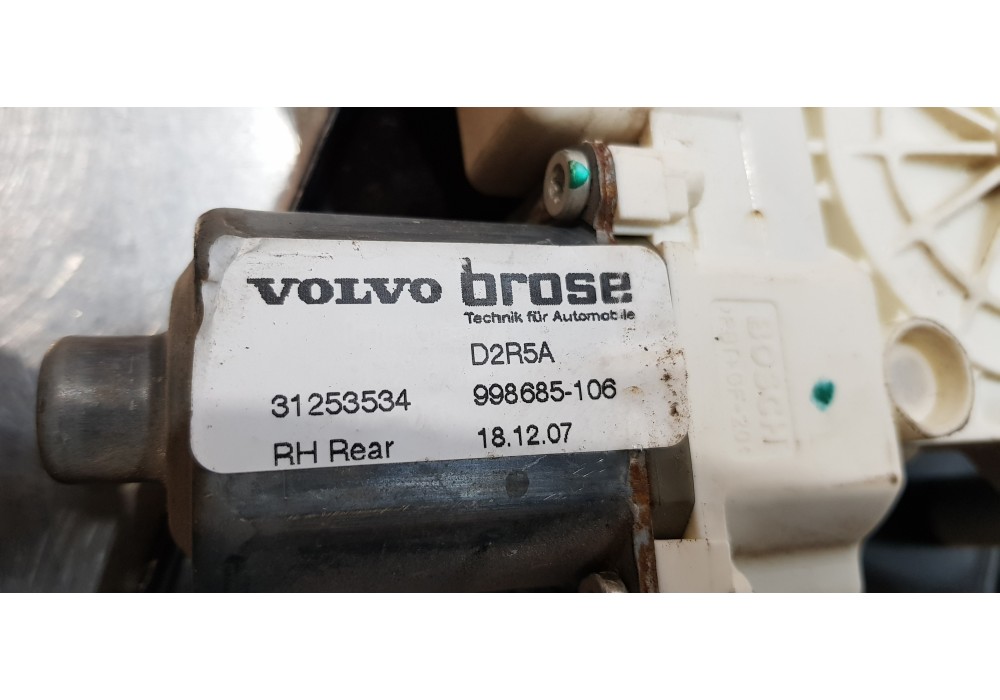 VOLVO brose
Technik für Automobile
D2R5A
31253534 998685-106
RH Rear 18.12.07